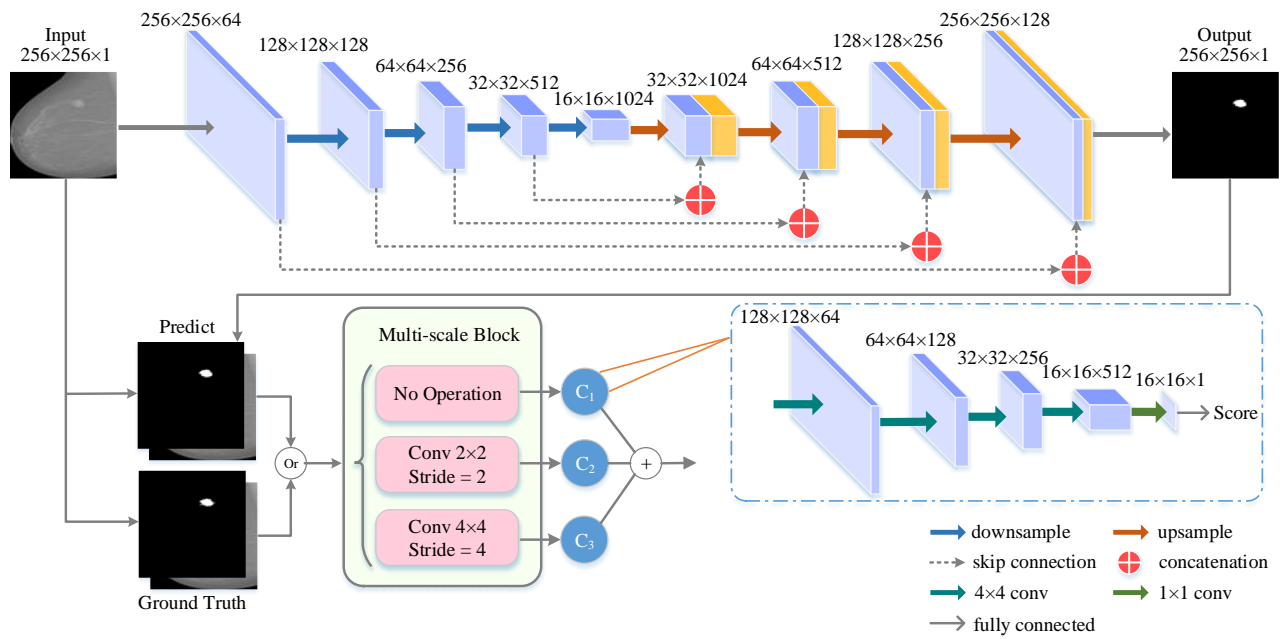 Input
256×256×1
256×256×64
128×128×128
64×64×256
32×32×512
16×16×1024
32×32×1024
64×64×512
128×128×256
256×256×128
Output
256×256×1
Predict
Ground Truth
Or
Multi-scale Block
No Operation
Conv 2×2
Stride = 2
Conv 4×4
Stride = 4
C₁
C₂
C₃
+
128×128×64
64×64×128
32×32×256
16×16×512
16×16×1
Score
downsample
upsample
skip connection
concatenation
4×4 conv
1×1 conv
fully connected